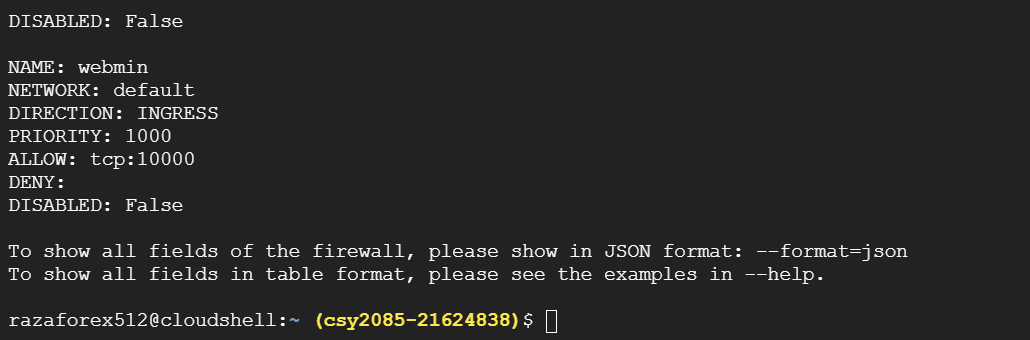 DISABLED: False
NAME: webmin
NETWORK: default
DIRECTION: INGRESS
PRIORITY: 1000
ALLOW: tcp:10000
DENY:
DISABLED: False
To show all fields of the firewall, please show in JSON format: --format=json
To show all fields in table format, please see the examples in --help.
razaforex512@cloudshell:~ (csy2085-21624838)$